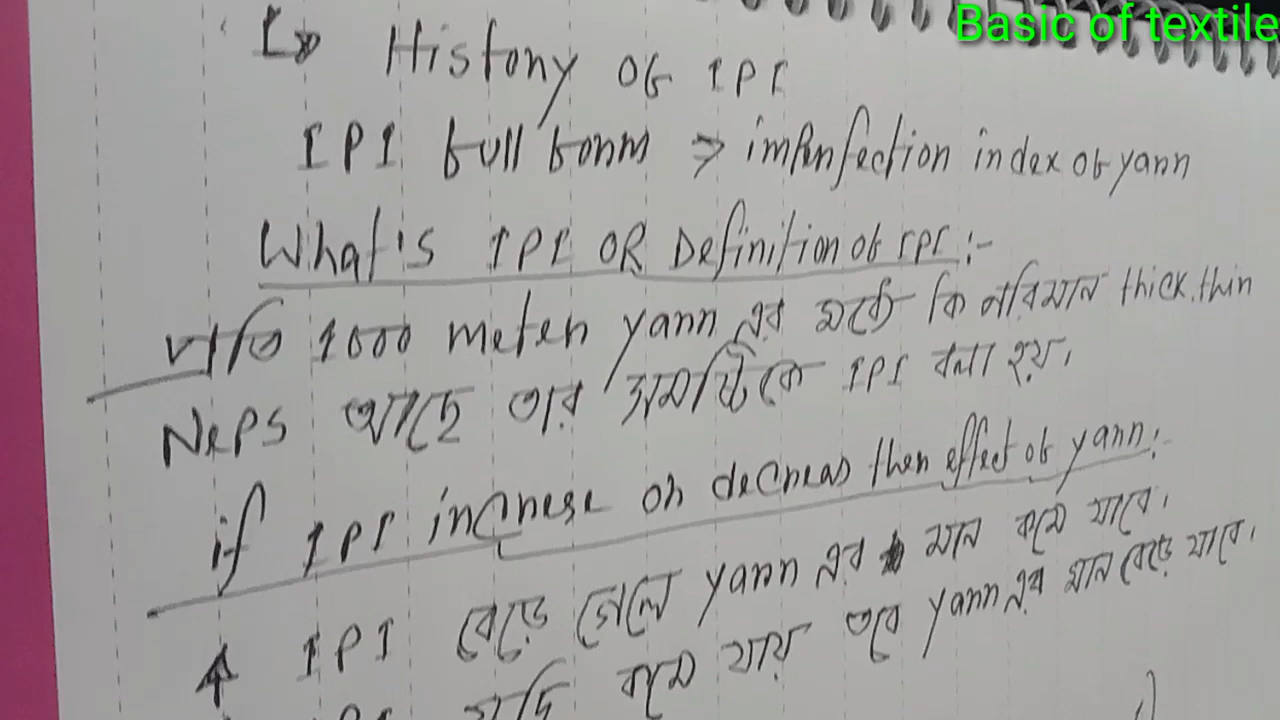 Basic of textile
History of IPI
IPI full form ⇒ imperfection index of yarn
What's IPI OR Definition of IPI :-
প্রতি 1000 meter yarn এর মধ্যে কি পরিমান thick, thin
Neps আছে তার সমষ্টিকে IPI বলা হয়।
if IPI increse or decreas then effect of yarn :-
↑ IPI বেড়ে গেলে yarn এর মান কমে যাবে।
যদি কমে যায় তবে yarn এর মান বেড়ে যাবে।